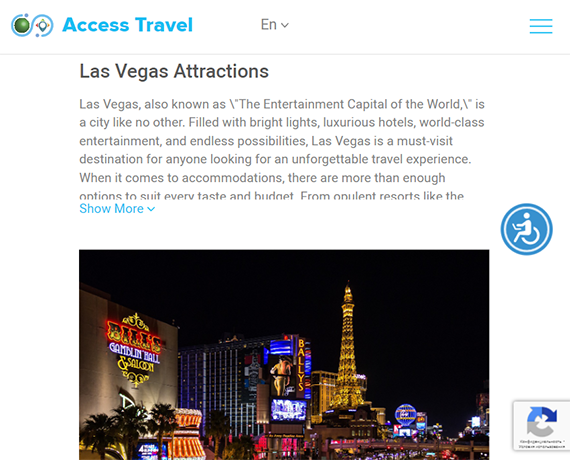 Access Travel
En
Las Vegas Attractions
Las Vegas, also known as \"The Entertainment Capital of the World,\" is
a city like no other. Filled with bright lights, luxurious hotels, world-class
entertainment, and endless possibilities, Las Vegas is a must-visit
destination for anyone looking for an unforgettable travel experience.
When it comes to accommodations, there are more than enough
options to suit every taste and budget. From opulent resorts like the
Show More
GAMBLIN HALL
& SALOON
BALLY'S
Конфиденциальность -
Условия использования